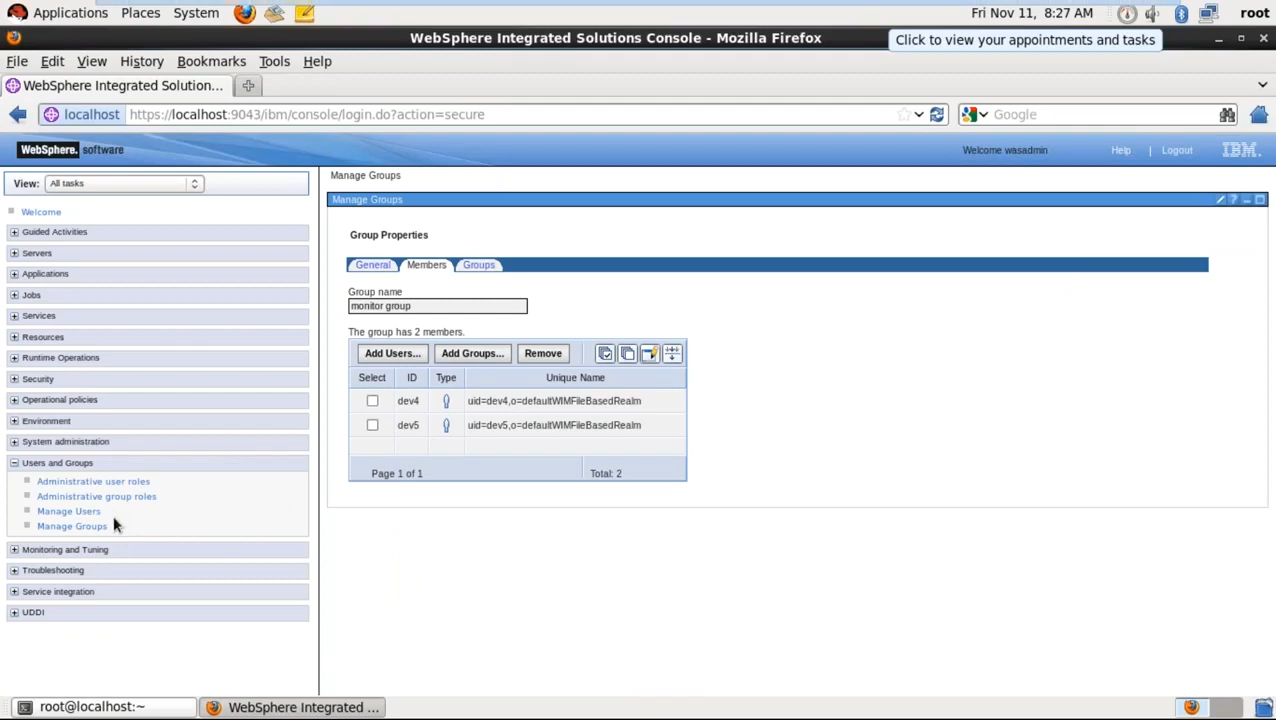 Applications Places System Fri Nov 11, 8:27 AM root
WebSphere Integrated Solutions Console - Mozilla Firefox
Click to view your appointments and tasks
File Edit View History Bookmarks Tools Help
WebSphere Integrated Solution...
localhost https://localhost:9043/ibm/console/login.do?action=secure Google
WebSphere. software Welcome wasadmin Help | Logout IBM.
View: All tasks
Welcome
Guided Activities
Servers
Applications
Jobs
Services
Resources
Runtime Operations
Security
Operational policies
Environment
System administration
Users and Groups
Administrative user roles
Administrative group roles
Manage Users
Manage Groups
Monitoring and Tuning
Troubleshooting
Service integration
UDDI
Manage Groups
Manage Groups ?
Group Properties
General Members Groups
Group name
monitor group
The group has 2 members.
Add Users... Add Groups... Remove
Select ID Type Unique Name
dev4 uid=dev4,o=defaultWIMFileBasedRealm
dev5 uid=dev5,o=defaultWIMFileBasedRealm
Page 1 of 1 Total: 2
root@localhost:~ WebSphere Integrated ...